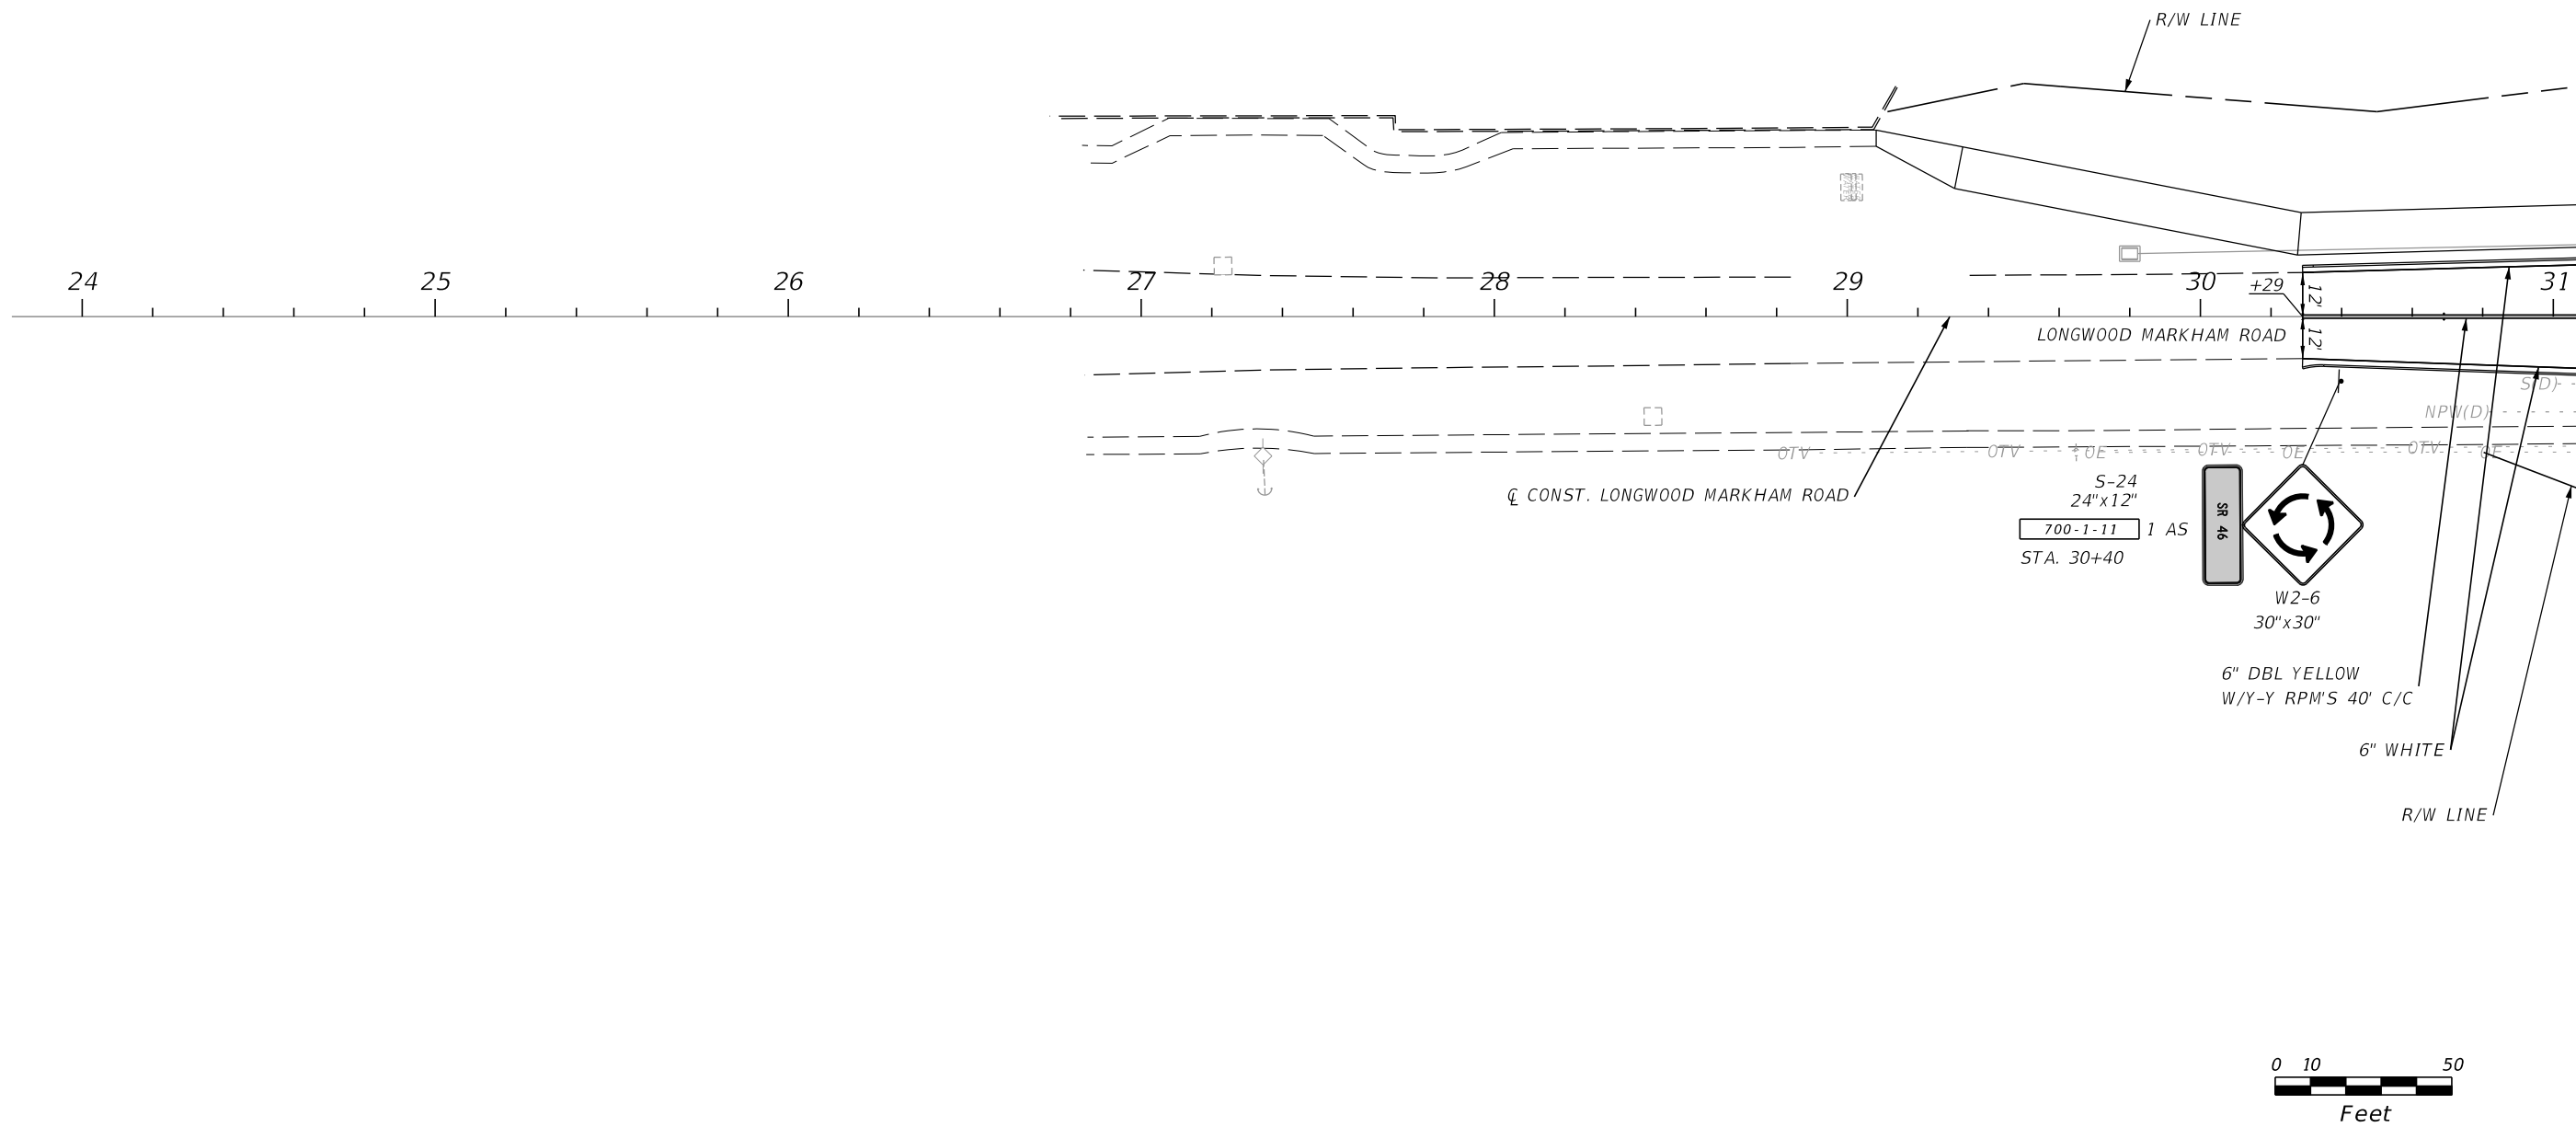 R/W LINE
24
25
26
27
28
29
30
31
+29
12'
LONGWOOD MARKHAM ROAD
12'
S(D)
NPW(D)
OTV
OTV
OE
OTV
OE
OTV
OE
℄ CONST. LONGWOOD MARKHAM ROAD
S-24
24"x12"
700-1-11 1 AS
STA. 30+40
SR 46
W2-6
30"x30"
6" DBL YELLOW
W/Y-Y RPM'S 40' C/C
6" WHITE
R/W LINE
0 10 50
Feet